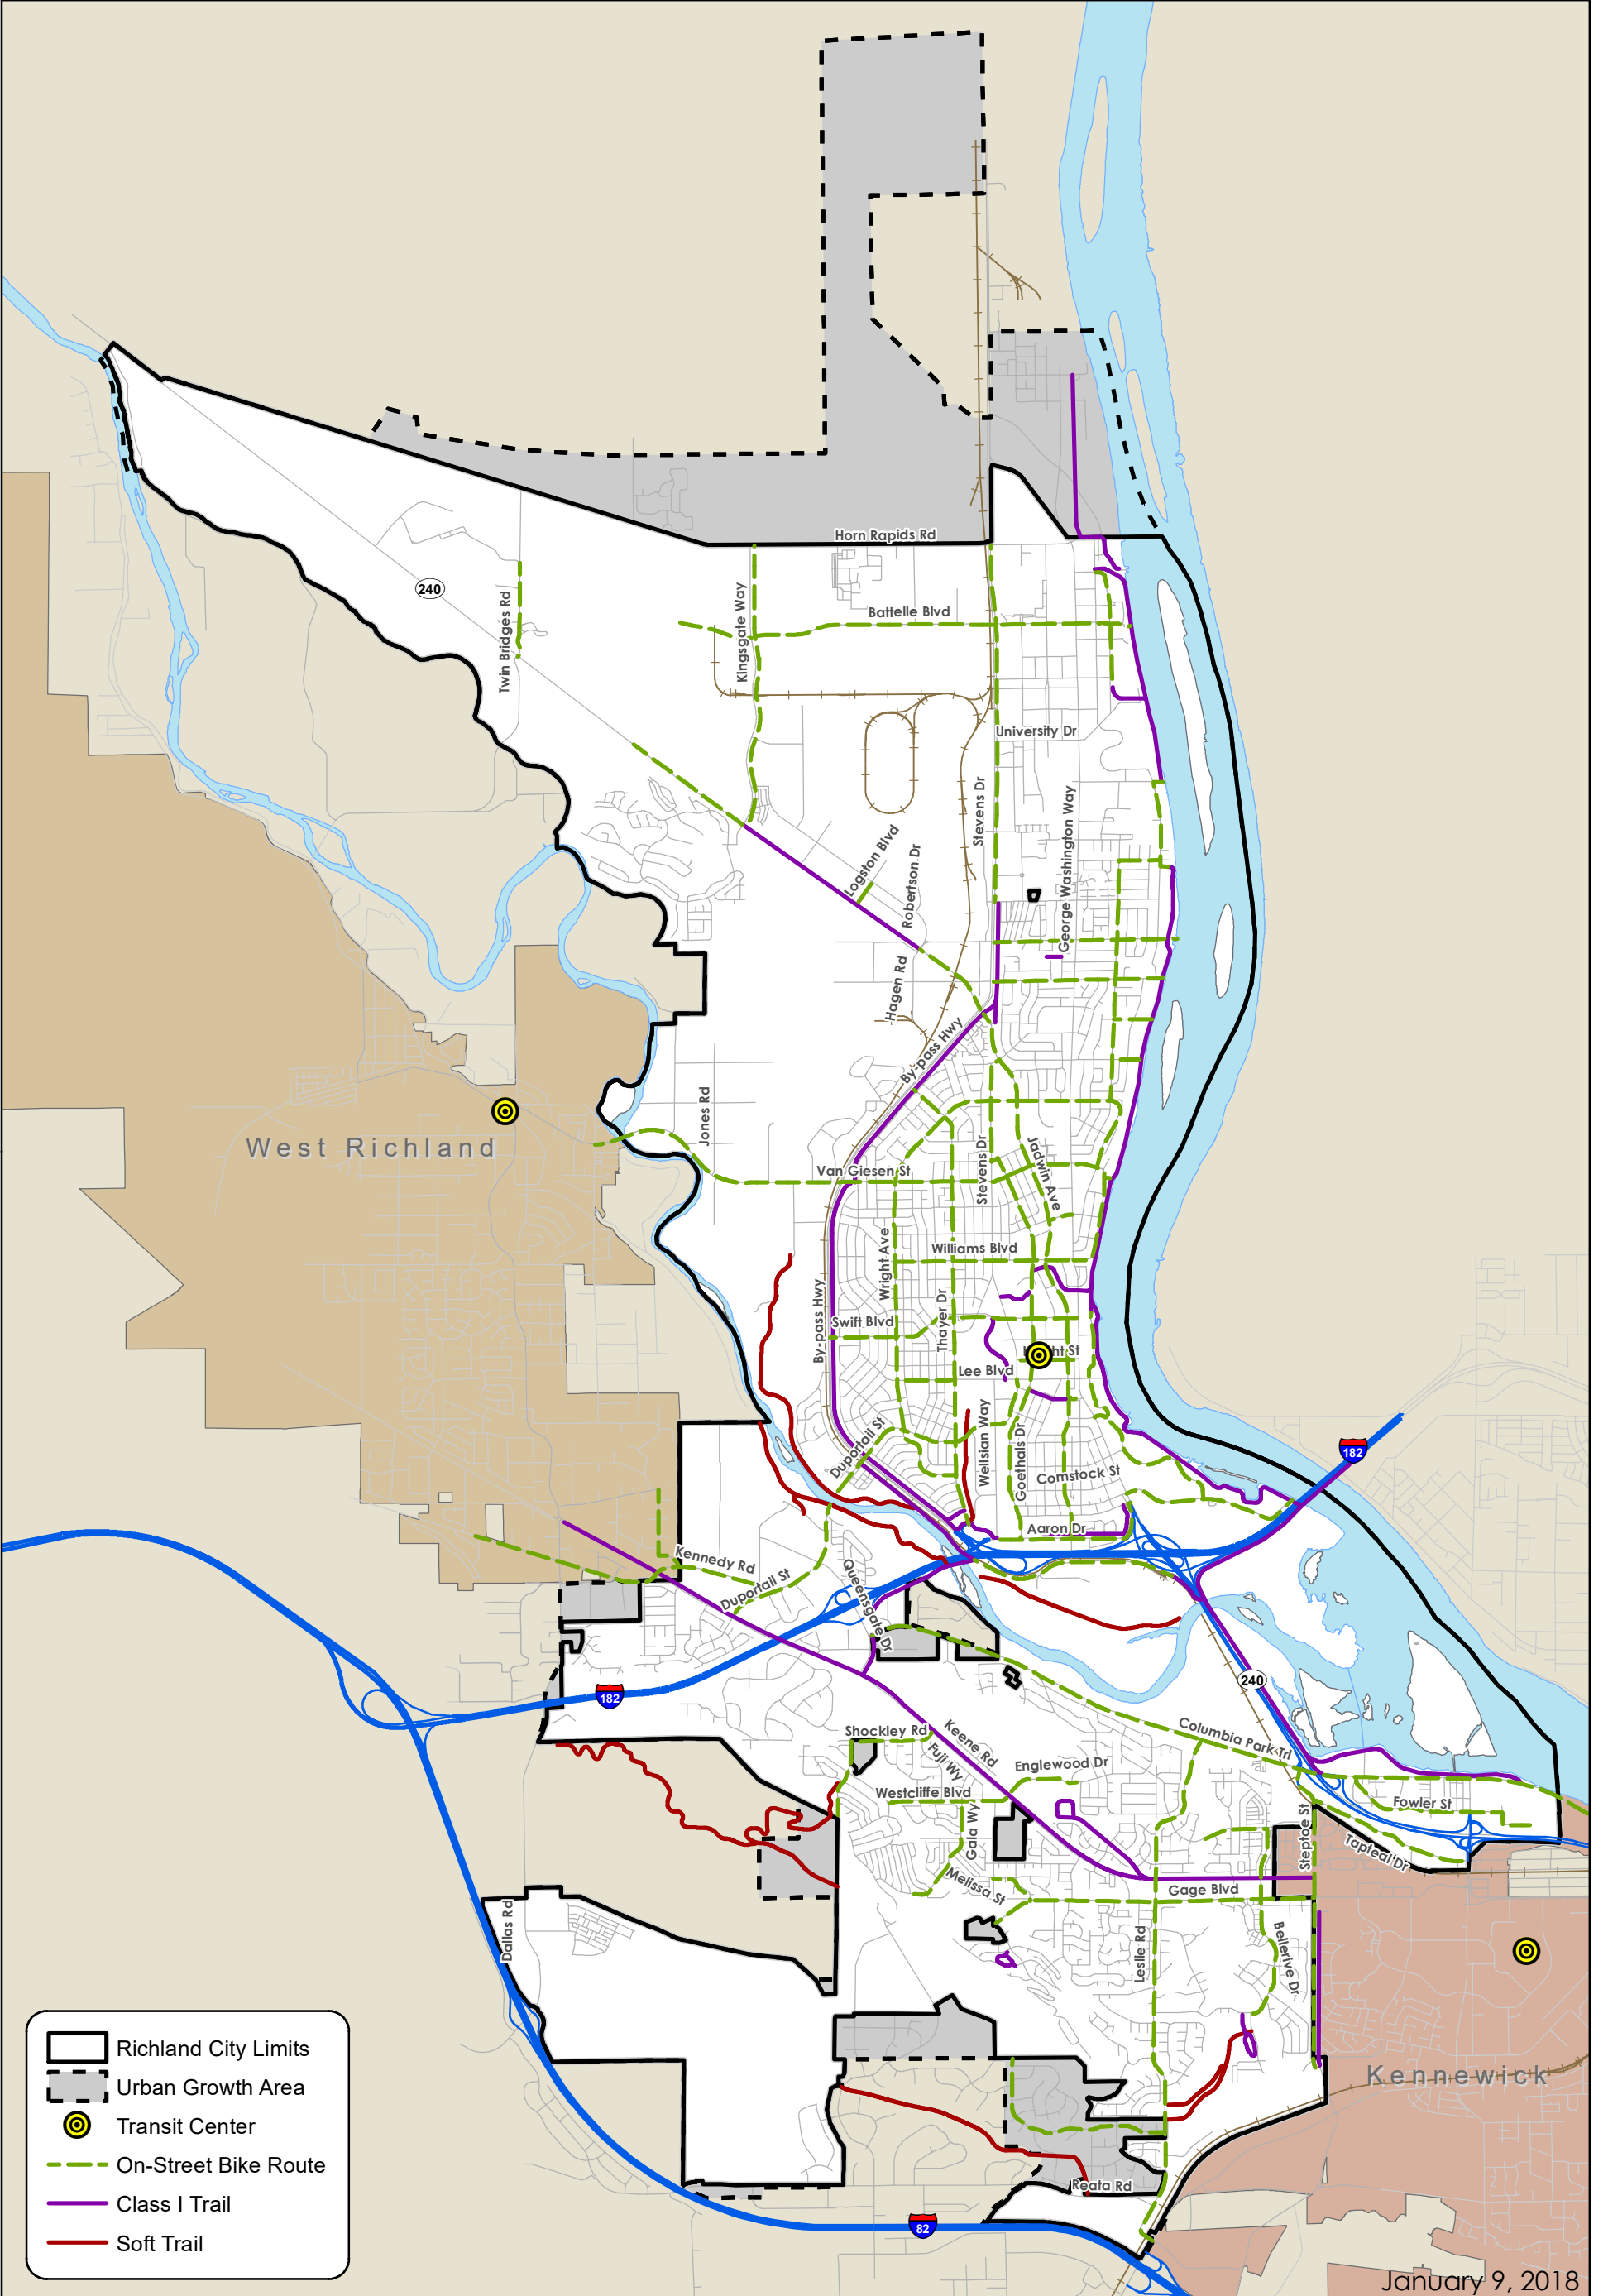 Horn Rapids Rd
240
Twin Bridges Rd
Kingsgate Way
Battelle Blvd
University Dr
Stevens Dr
George Washington Way
Logston Blvd
Robertson Dr
Hagen Rd
By-pass Hwy
Jones Rd
West Richland
Van Giesen St
Stevens Dr
Jadwin Ave
Wright Ave
Williams Blvd
By-pass Hwy
Swift Blvd
Thayer Dr
Lee Blvd
Duportail St
Wellsian Way
Goethals Dr
Comstock St
182
Aaron Dr
Kennedy Rd
Duportail St
Queensgate Dr
182
240
Columbia Park Trl
Shockley Rd
Keene Rd
Fuji Wy
Englewood Dr
Westcliffe Blvd
Gala Wy
Fowler St
Steptoe St
Tapteal Dr
Melissa St
Gage Blvd
Dallas Rd
Leslie Rd
Bellerive Dr
Kennewick
Reata Rd
82
Richland City Limits
Urban Growth Area
Transit Center
On-Street Bike Route
Class I Trail
Soft Trail
January 9, 2018